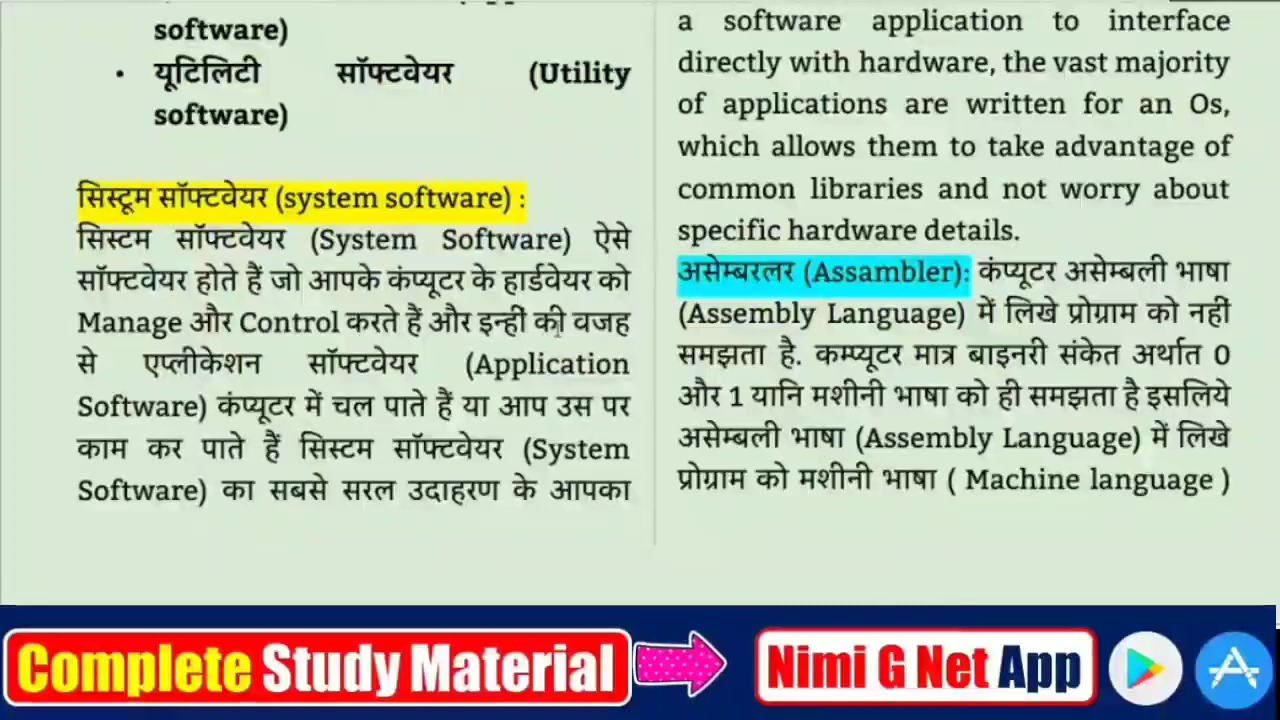 software)
• यूटिलिटी सॉफ्टवेयर (Utility
software)
सिस्टूम सॉफ्टवेयर (system software) :
सिस्टम सॉफ्टवेयर (System Software) ऐसे
सॉफ्टवेयर होते हैं जो आपके कंप्यूटर के हार्डवेयर को
Manage और Control करते हैं और इन्हीं की वजह
से एप्लीकेशन सॉफ्टवेयर (Application
Software) कंप्यूटर में चल पाते हैं या आप उस पर
काम कर पाते हैं सिस्टम सॉफ्टवेयर (System
Software) का सबसे सरल उदाहरण के आपका
a software application to interface
directly with hardware, the vast majority
of applications are written for an Os,
which allows them to take advantage of
common libraries and not worry about
specific hardware details.
असेम्बरलर (Assambler): कंप्यूटर असेम्बली भाषा
(Assembly Language) में लिखे प्रोग्राम को नहीं
समझता है. कम्प्यूटर मात्र बाइनरी संकेत अर्थात 0
और 1 यानि मशीनी भाषा को ही समझता है इसलिये
असेम्बली भाषा (Assembly Language) में लिखे
प्रोग्राम को मशीनी भाषा ( Machine language )
Complete Study Material
Nimi G Net App